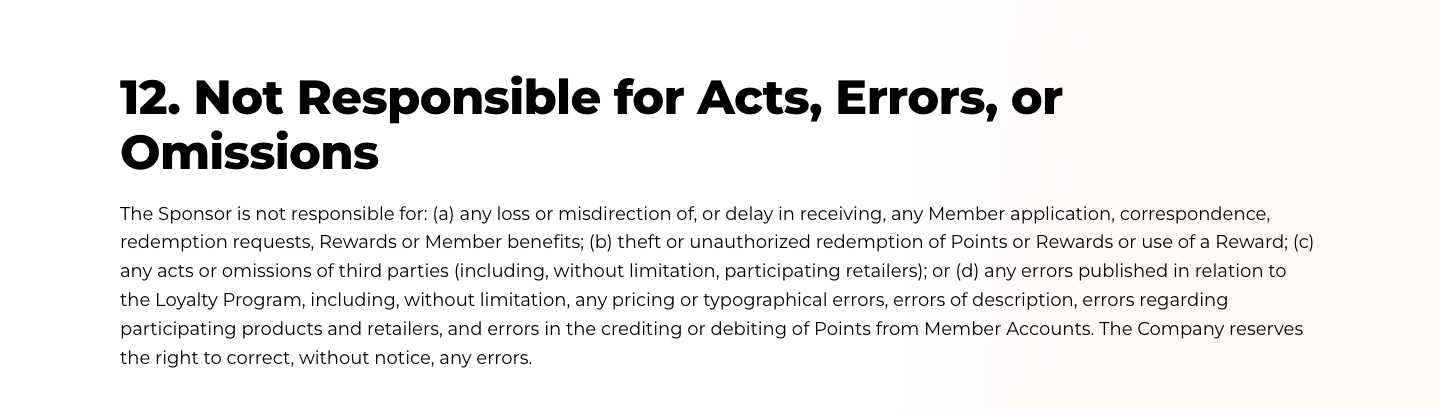 12. Not Responsible for Acts, Errors, or
Omissions
The Sponsor is not responsible for: (a) any loss or misdirection of, or delay in receiving, any Member application, correspondence,
redemption requests, Rewards or Member benefits; (b) theft or unauthorized redemption of Points or Rewards or use of a Reward; (c)
any acts or omissions of third parties (including, without limitation, participating retailers); or (d) any errors published in relation to
the Loyalty Program, including, without limitation, any pricing or typographical errors, errors of description, errors regarding
participating products and retailers, and errors in the crediting or debiting of Points from Member Accounts. The Company reserves
the right to correct, without notice, any errors.